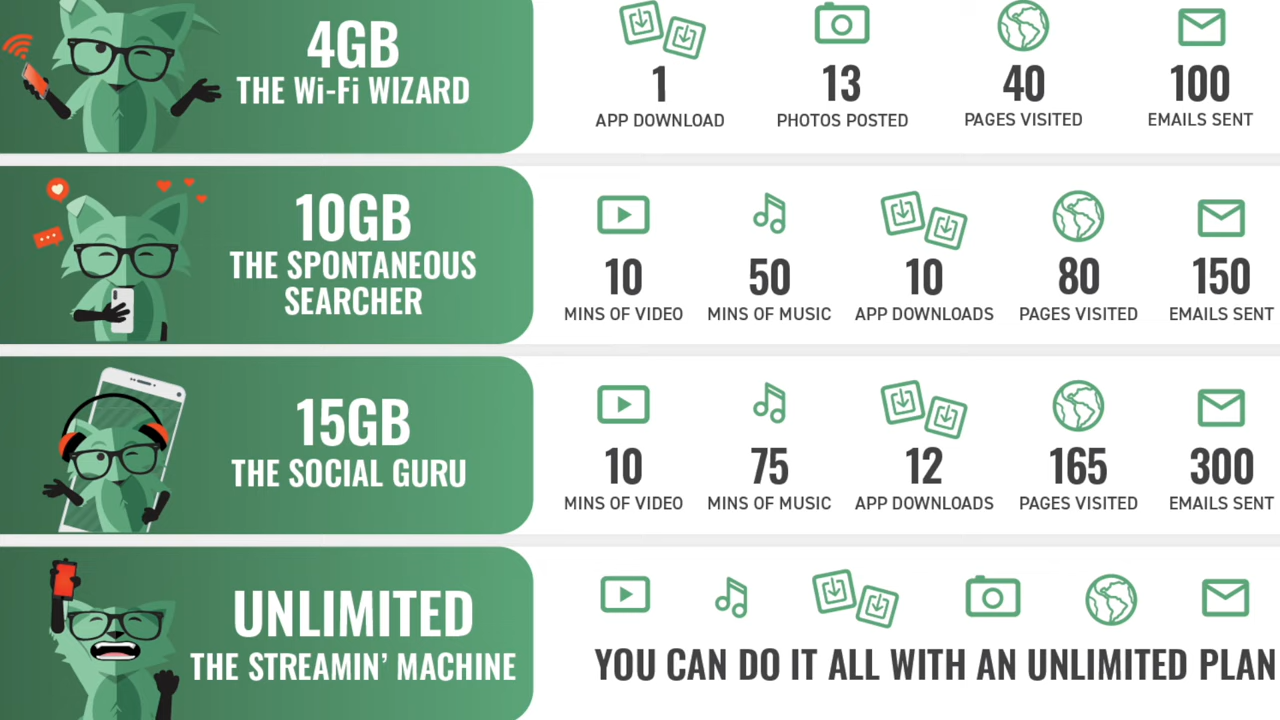 4GB
THE Wi-Fi WIZARD
1
APP DOWNLOAD
13
PHOTOS POSTED
40
PAGES VISITED
100
EMAILS SENT
10GB
THE SPONTANEOUS
SEARCHER
10
MINS OF VIDEO
50
MINS OF MUSIC
10
APP DOWNLOADS
80
PAGES VISITED
150
EMAILS SENT
15GB
THE SOCIAL GURU
10
MINS OF VIDEO
75
MINS OF MUSIC
12
APP DOWNLOADS
165
PAGES VISITED
300
EMAILS SENT
UNLIMITED
THE STREAMIN’ MACHINE
YOU CAN DO IT ALL WITH AN UNLIMITED PLAN